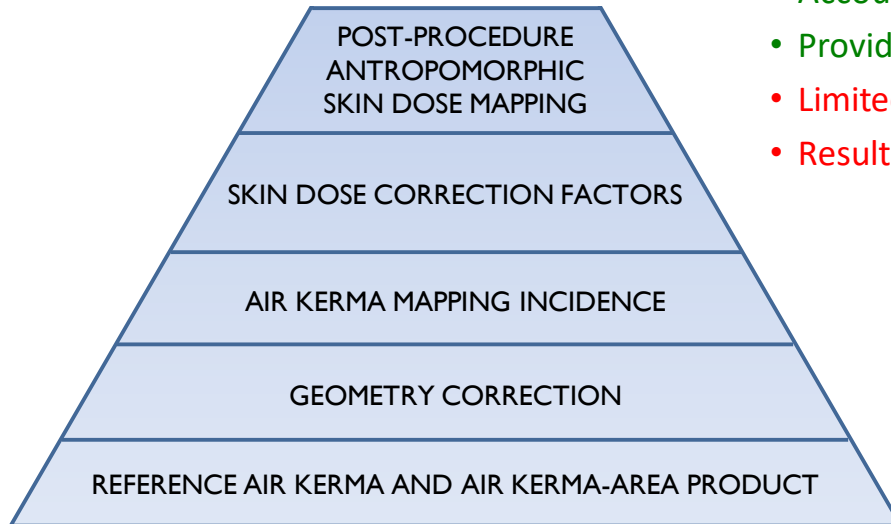 POST-PROCEDURE
ANTROPOMORPHIC
SKIN DOSE MAPPING
SKIN DOSE CORRECTION FACTORS
AIR KERMA MAPPING INCIDENCE
GEOMETRY CORRECTION
REFERENCE AIR KERMA AND AIR KERMA-AREA PRODUCT
• Provid
• Limite
• Result